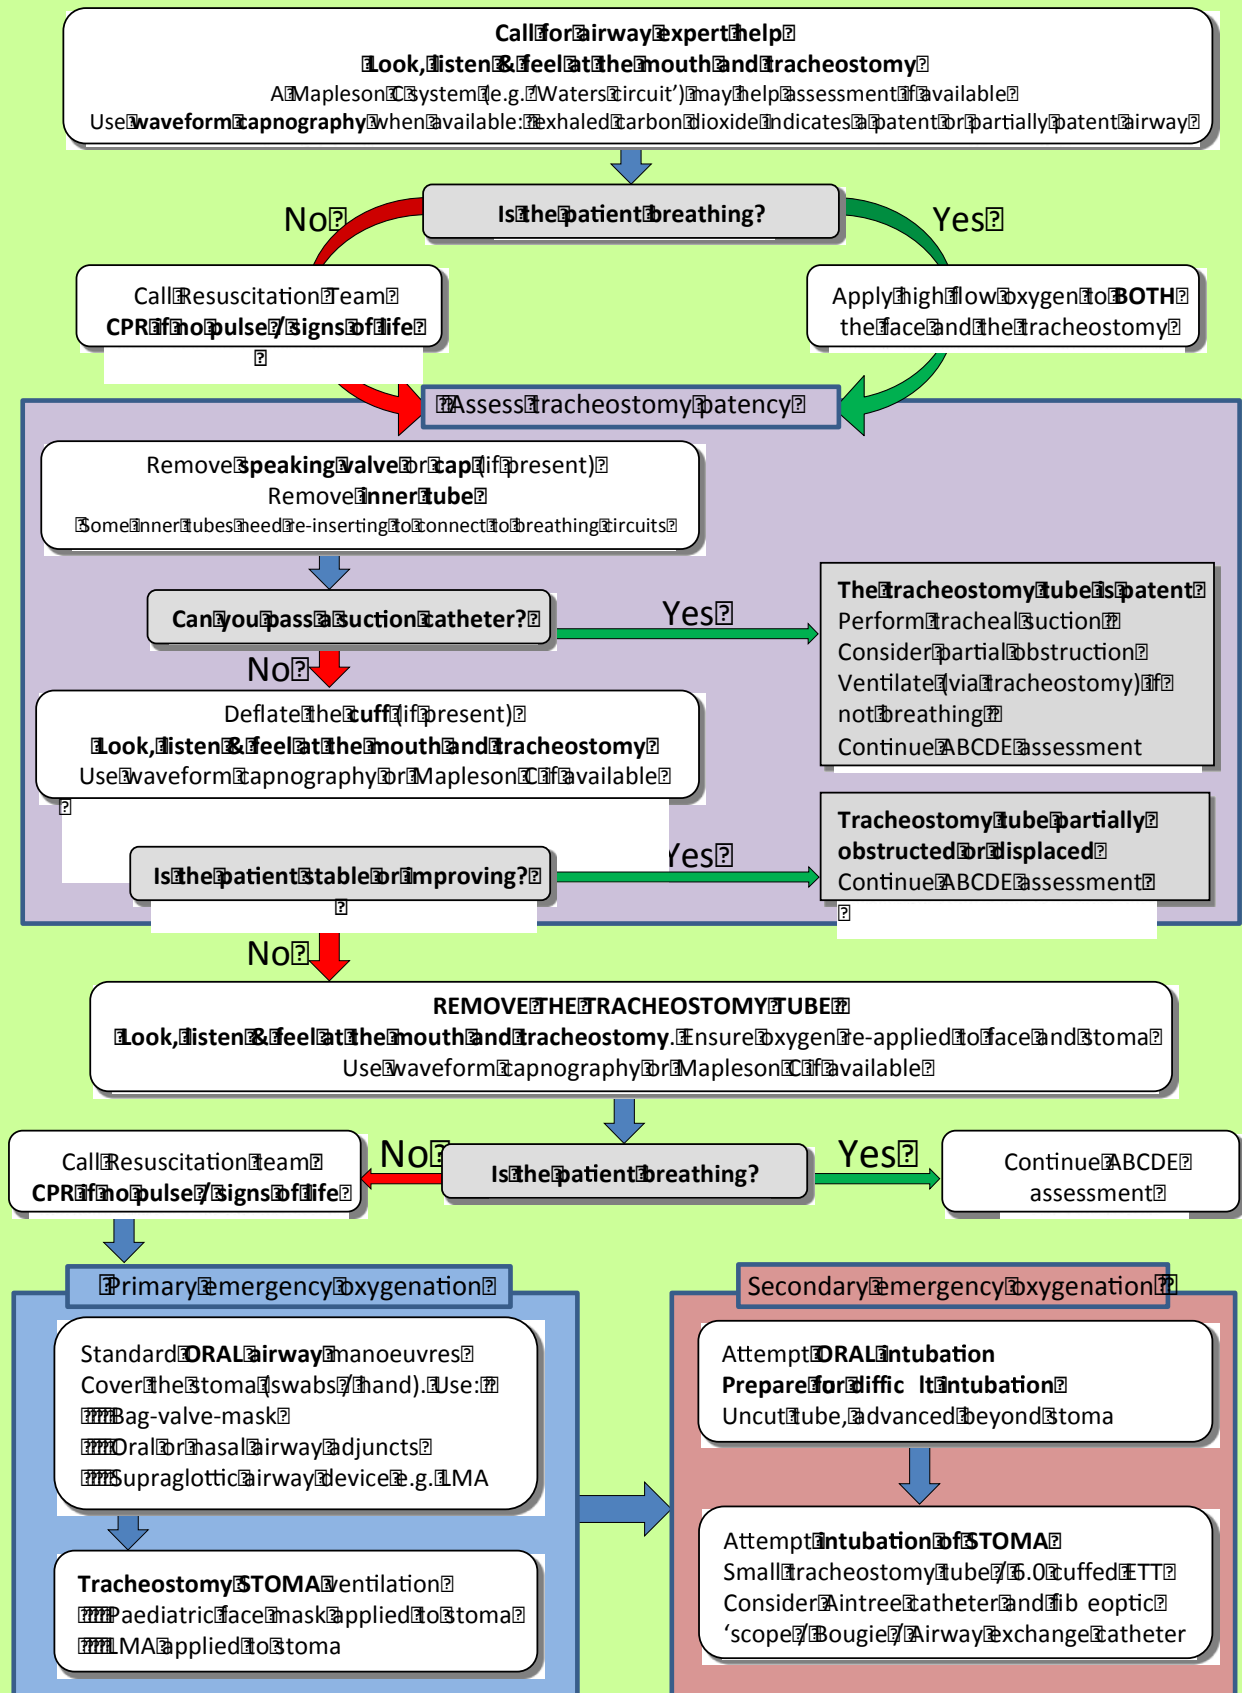 Call for airway expert help
Look, listen & feel at the mouth and tracheostomy
A Mapleson C system (e.g. ‘Waters circuit’) may help assessment if available
Use waveform capnography when available: exhaled carbon dioxide indicates a patent or partially patent airway
Is the patient breathing?
No
Yes
Call Resuscitation Team
CPR if no pulse / signs of life
Apply high flow oxygen to BOTH
the face and the tracheostomy
Assess tracheostomy patency
Remove speaking valve or cap (if present)
Remove inner tube
Some inner tubes need re-inserting to connect to breathing circuits
Can you pass a suction catheter?
Yes
The tracheostomy tube is patent
Perform tracheal suction
Consider partial obstruction
Ventilate (via tracheostomy) if
not breathing
Continue ABCDE assessment
No
Deflate the cuff (if present)
Look, listen & feel at the mouth and tracheostomy
Use waveform capnography or Mapleson C if available
Is the patient stable or improving?
Yes
Tracheostomy tube partially
obstructed or displaced
Continue ABCDE assessment
No
REMOVE THE TRACHEOSTOMY TUBE
Look, listen & feel at the mouth and tracheostomy. Ensure oxygen re-applied to face and stoma
Use waveform capnography or Mapleson C if available
Call Resuscitation team
CPR if no pulse / signs of life
No
Is the patient breathing?
Yes
Continue ABCDE
assessment
Primary emergency oxygenation
Standard ORAL airway manoeuvres
Cover the stoma (swabs / hand). Use:
Bag-valve-mask
Oral or nasal airway adjuncts
Supraglottic airway device e.g. LMA
Tracheostomy STOMA ventilation
Paediatric face mask applied to stoma
LMA applied to stoma
Secondary emergency oxygenation
Attempt ORAL intubation
Prepare for diffic lt intubation
Uncut tube, advanced beyond stoma
Attempt intubation of STOMA
Small tracheostomy tube / 6.0 cuffed ETT
Consider Aintree catheter and fib eoptic
‘scope / Bougie / Airway exchange catheter